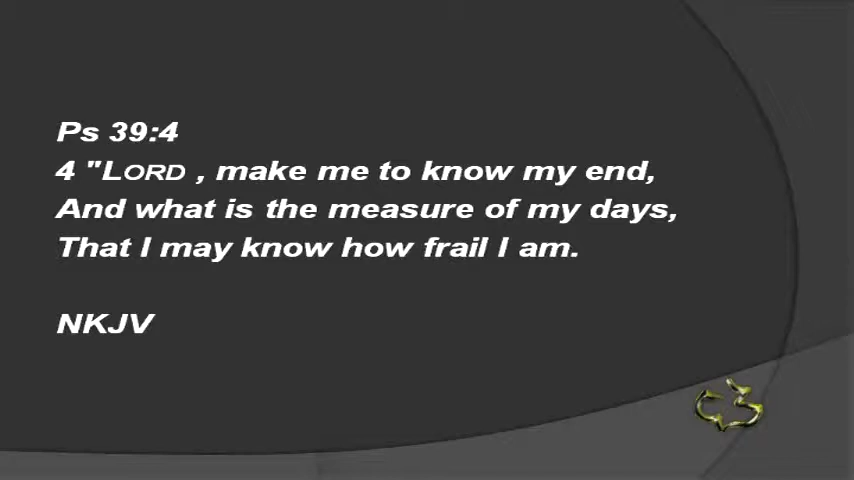 Ps 39:4
4 "LORD , make me to know my end,
And what is the measure of my days,
That I may know how frail I am.
NKJV